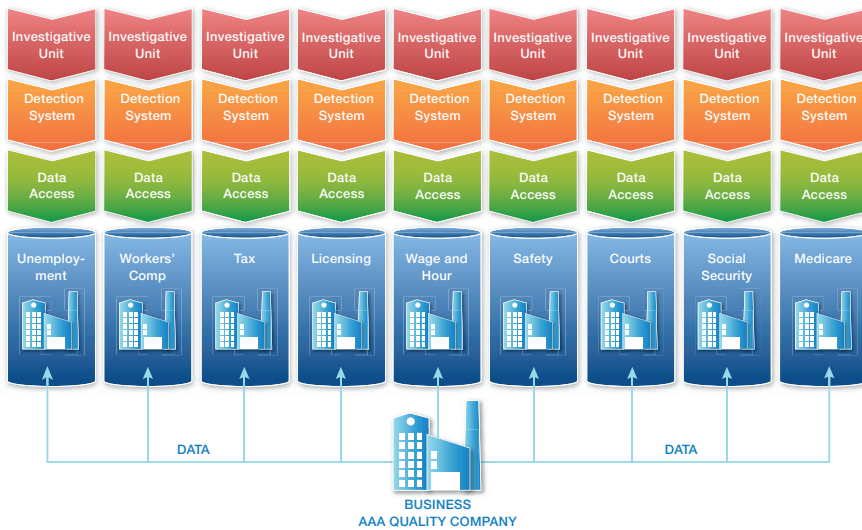 Investigative Unit Investigative Unit Investigative Unit Investigative Unit Investigative Unit Investigative Unit Investigative Unit Investigative Unit Investigative Unit
Detection System Detection System Detection System Detection System Detection System Detection System Detection System Detection System Detection System
Data Access Data Access Data Access Data Access Data Access Data Access Data Access Data Access Data Access
Unemploy-
ment
Workers'
Comp
Tax
Licensing
Wage and
Hour
Safety
Courts
Social
Security
Medicare
DATA
DATA
BUSINESS
AAA QUALITY COMPANY